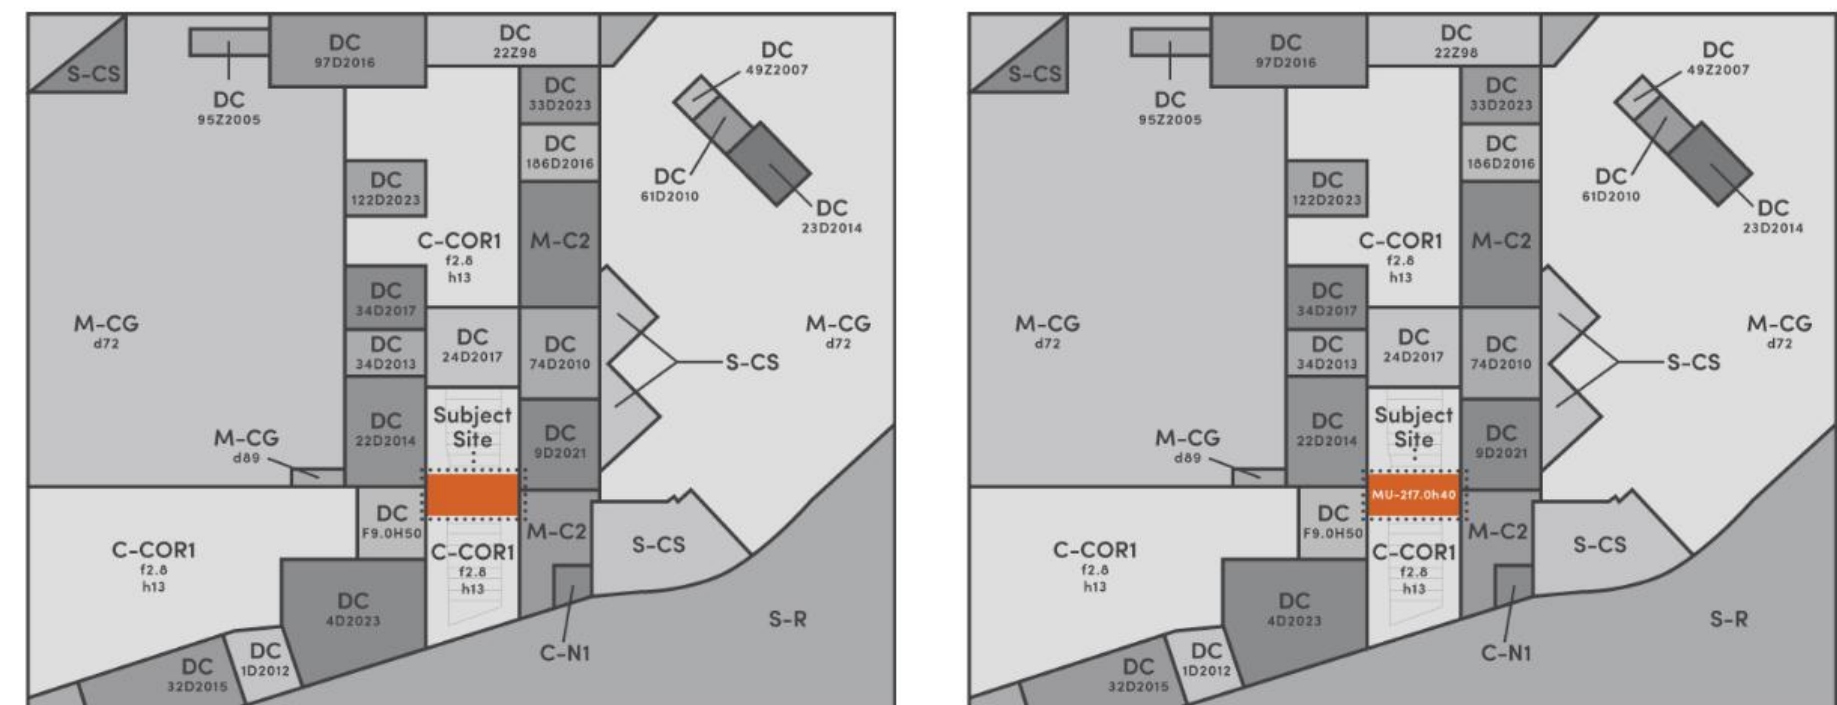 S-CS
DC
95Z2005
DC
97D2016
DC
22Z98
DC
33D2023
DC
186D2016
DC
49Z2007
DC
61D2010
DC
23D2014
DC
122D2023
C-COR1
f2.8
h13
M-C2
DC
34D2017
M-CG
d72
DC
34D2013
DC
24D2017
DC
74D2010
M-CG
d72
S-CS
M-CG
d89
DC
22D2014
Subject
Site
DC
9D2021
DC
F9.0H50
C-COR1
f2.8
h13
C-COR1
f2.8
h13
M-C2
S-CS
DC
4D2023
C-N1
S-R
DC
1D2012
DC
32D2015
S-CS
DC
95Z2005
DC
97D2016
DC
22Z98
DC
33D2023
DC
186D2016
DC
49Z2007
DC
61D2010
DC
23D2014
DC
122D2023
C-COR1
f2.8
h13
M-C2
DC
34D2017
M-CG
d72
DC
34D2013
DC
24D2017
DC
74D2010
M-CG
d72
S-CS
M-CG
d89
DC
22D2014
Subject
Site
DC
9D2021
MU-2f7.0h40
DC
F9.0H50
C-COR1
f2.8
h13
C-COR1
f2.8
h13
M-C2
S-CS
DC
4D2023
C-N1
S-R
DC
1D2012
DC
32D2015